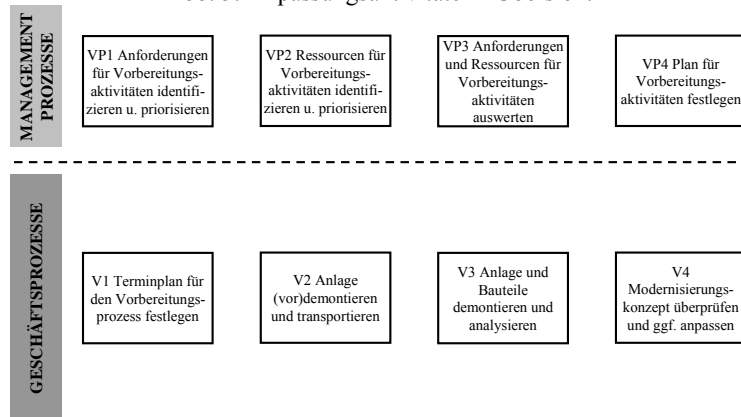 MANAGEMENT
PROZESSE
VP1 Anforderungen
für Vorbereitungs-
aktivitäten identifi-
zieren u. priorisieren
VP2 Ressourcen für
Vorbereitungs-
aktivitäten identifi-
zieren u. priorisieren
VP3 Anforderungen
und Ressourcen für
Vorbereitungs-
aktivitäten
auswerten
VP4 Plan für
Vorbereitungs-
aktivitäten festlegen
GESCHÄFTSPROZESSE
V1 Terminplan für
den Vorbereitungs-
prozess festlegen
V2 Anlage
(vor)demontieren
und transportieren
V3 Anlage und
Bauteile
demontieren und
analysieren
V4
Modernisierungs-
konzept überprüfen
und ggf. anpassen